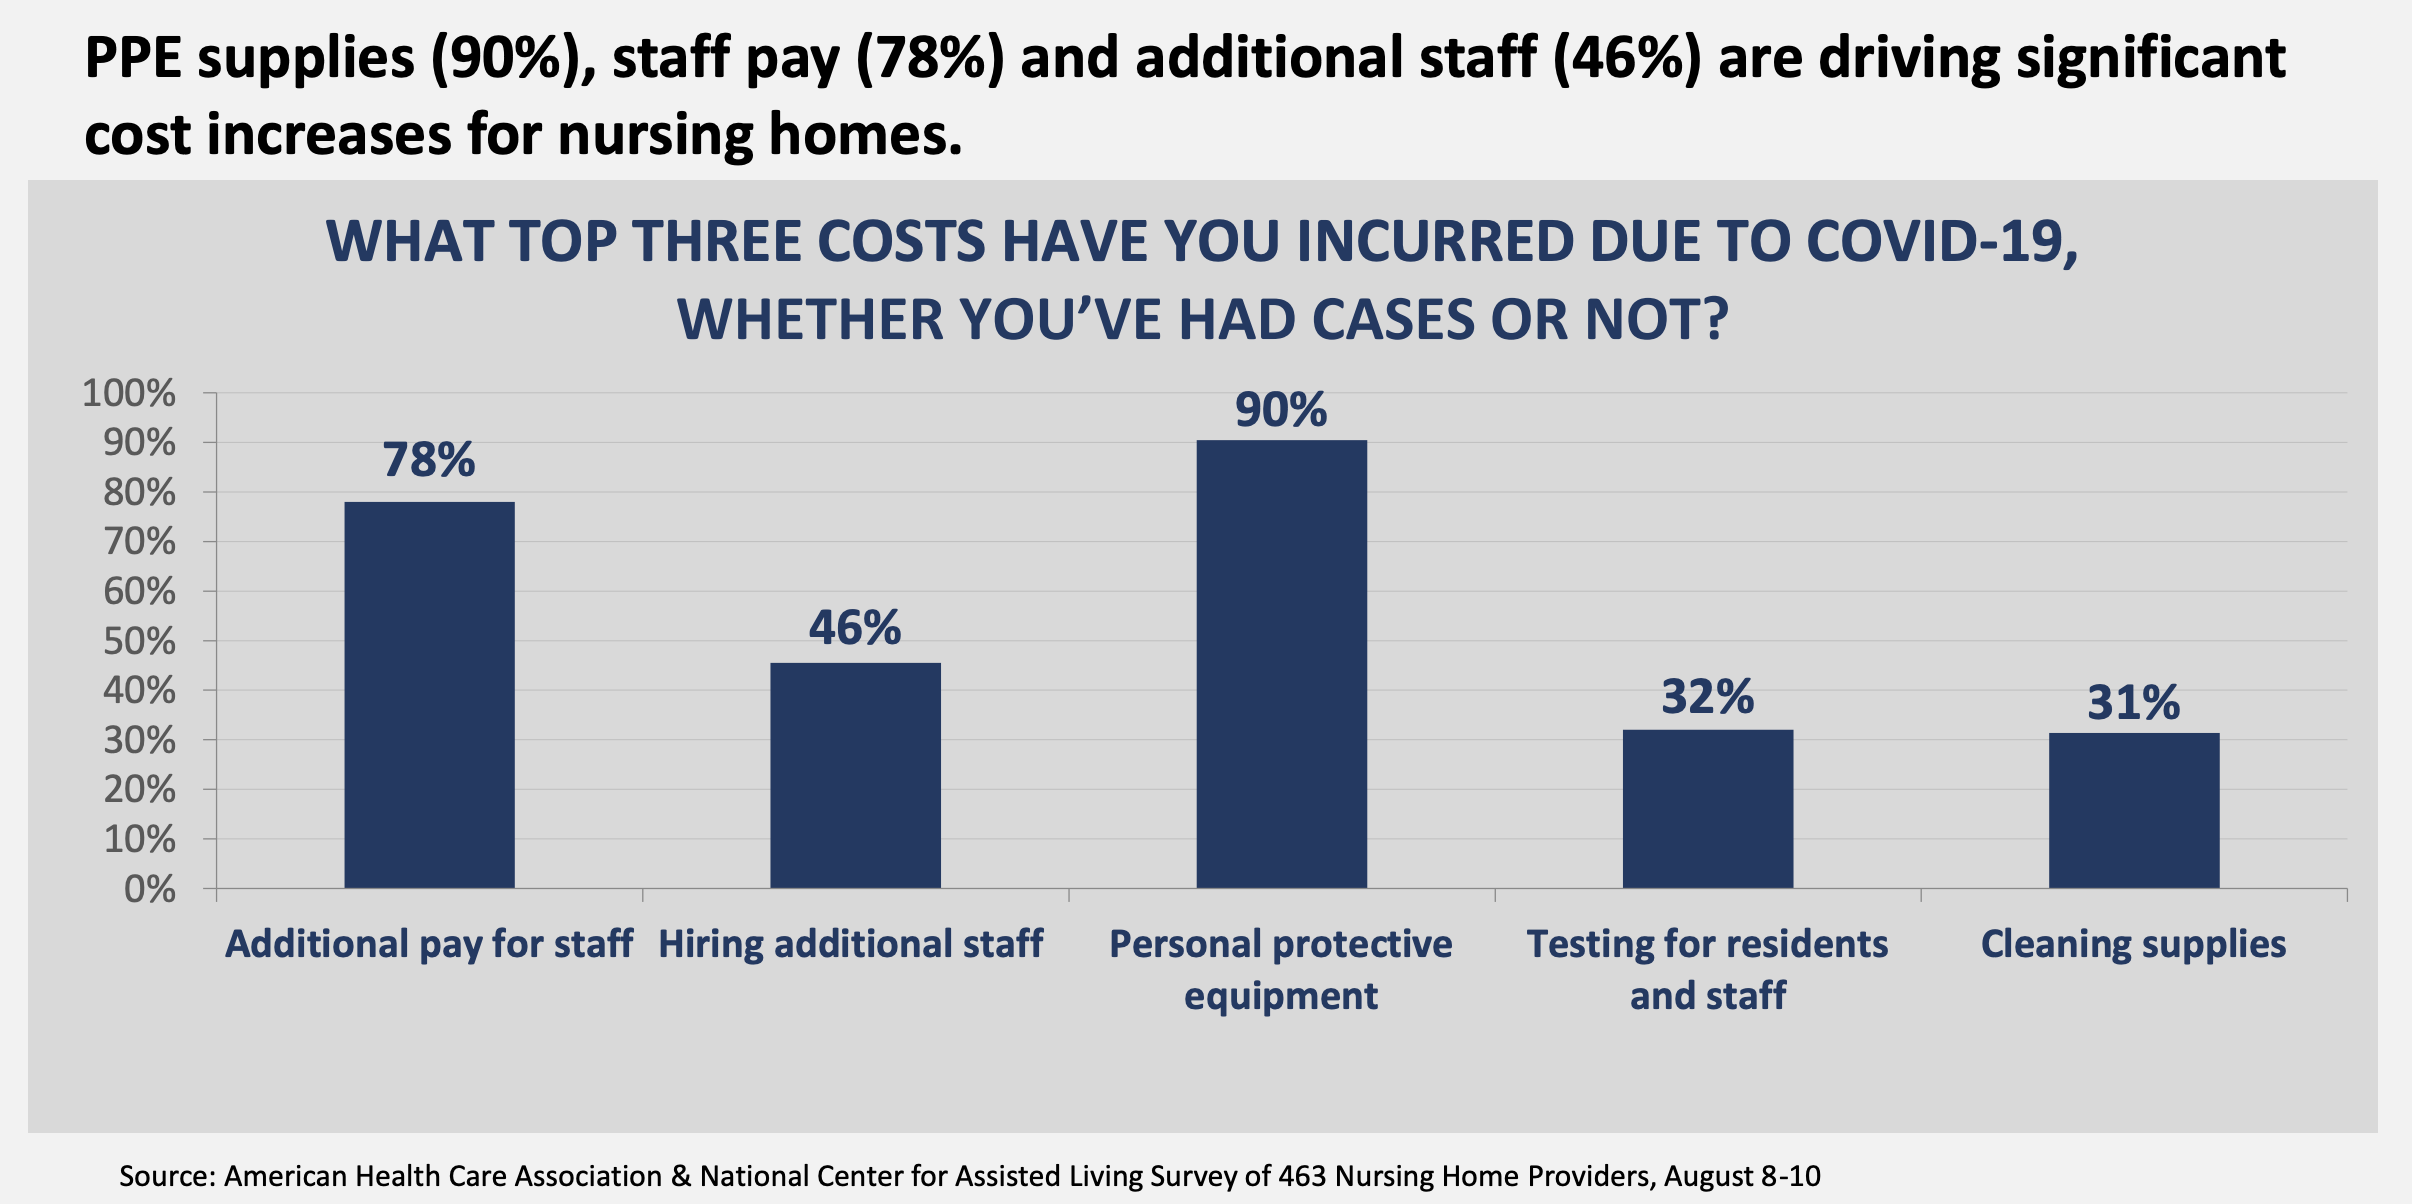 PPE supplies (90%), staff pay (78%) and additional staff (46%) are driving significant
cost increases for nursing homes.
WHAT TOP THREE COSTS HAVE YOU INCURRED DUE TO COVID-19,
WHETHER YOU’VE HAD CASES OR NOT?
100%
90%
80%
70%
60%
50%
40%
30%
20%
10%
0%
78%
46%
90%
32%
31%
Additional pay for staff
Hiring additional staff
Personal protective
equipment
Testing for residents
and staff
Cleaning supplies
Source: American Health Care Association & National Center for Assisted Living Survey of 463 Nursing Home Providers, August 8-10